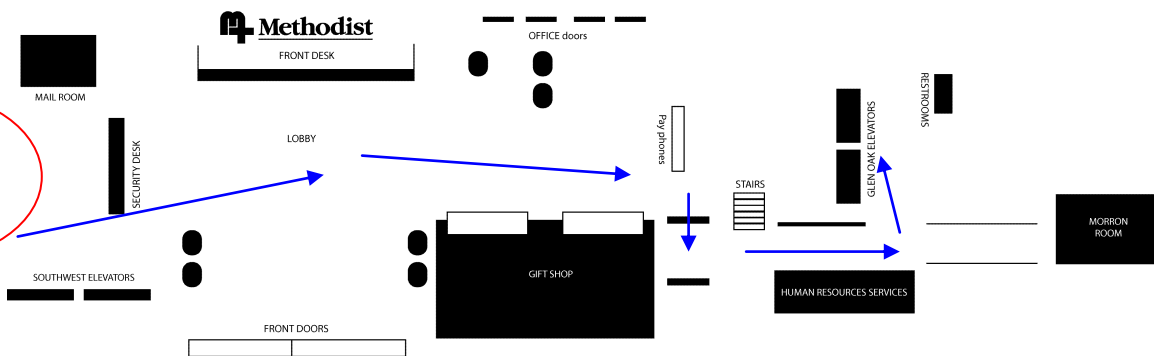 Methodist
FRONT DESK
OFFICE doors
MAIL ROOM
SECURITY DESK
LOBBY
Pay phones
GLEN OAK ELEVATORS
RESTROOMS
STAIRS
MORRON
ROOM
SOUTHWEST ELEVATORS
GIFT SHOP
HUMAN RESOURCES SERVICES
FRONT DOORS